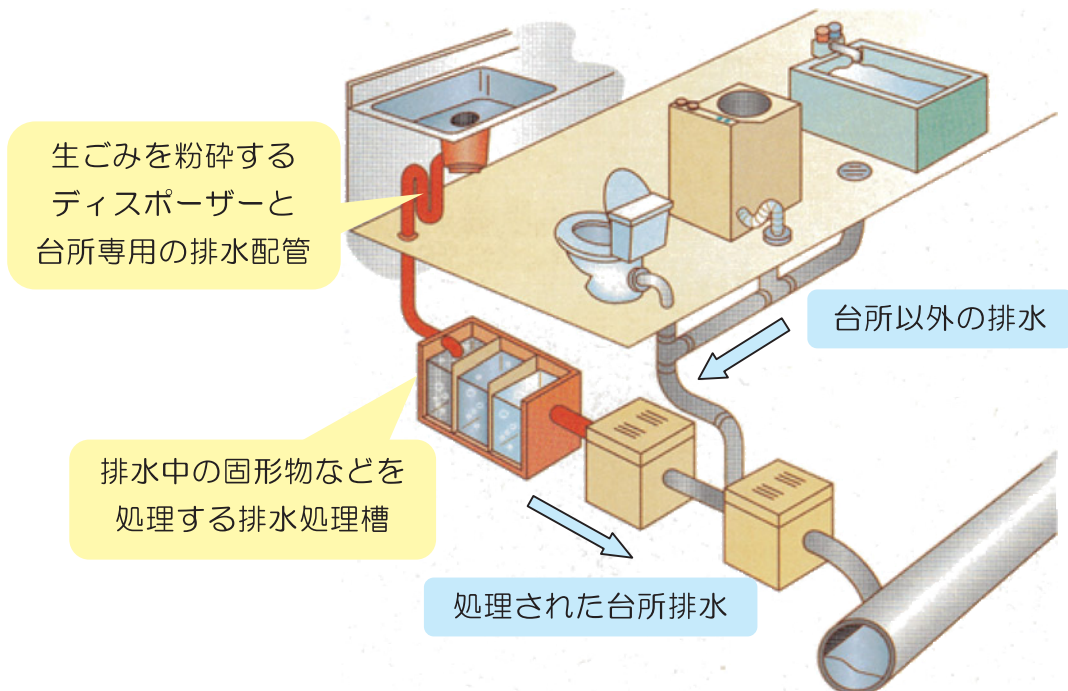 生ごみを粉砕する
ディスポーザーと
台所専用の排水配管
台所以外の排水
排水中の固形物などを
処理する排水処理槽
処理された台所排水